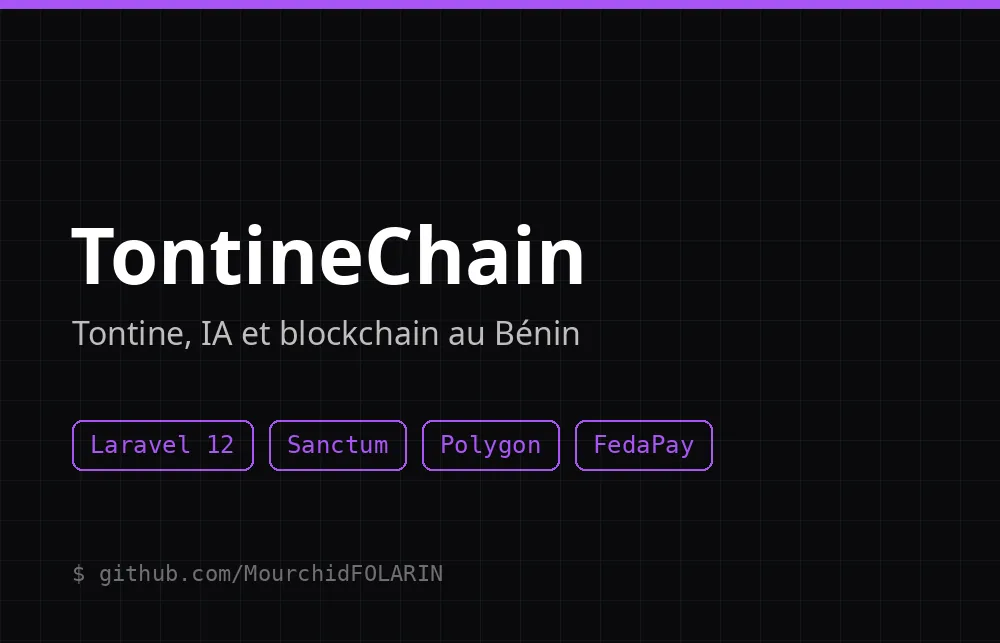 TontineChain
Tontine, IA et blockchain au Bénin
Laravel 12 Sanctum Polygon FedaPay
$ github.com/MourchidFOLARIN